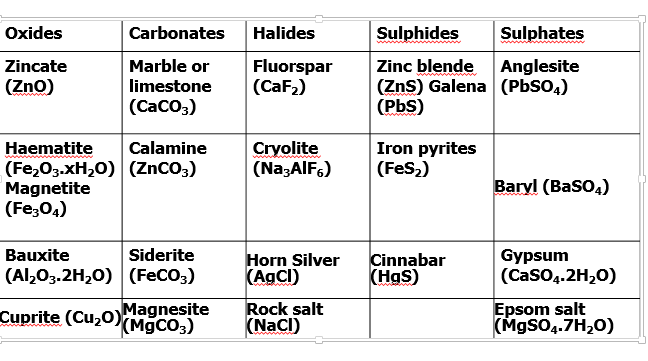 Oxides Carbonates Halides Sulphides Sulphates
Zincate Marble or Fluorspar Zinc blende Anglesite
(ZnO) limestone (CaF₂) (ZnS) Galena (PbSO₄)
(CaCO₃) (PbS)
Haematite Calamine Cryolite Iron pyrites
(Fe₂O₃.xH₂O) (ZnCO₃) (Na₃AlF₆) (FeS₂)
Magnetite Baryl (BaSO₄)
(Fe₃O₄)
Bauxite Siderite Horn Silver Cinnabar Gypsum
(Al₂O₃.2H₂O) (FeCO₃) (AgCl) (HgS) (CaSO₄.2H₂O)
Cuprite (Cu₂O) Magnesite Rock salt Epsom salt
(MgCO₃) (NaCl) (MgSO₄.7H₂O)